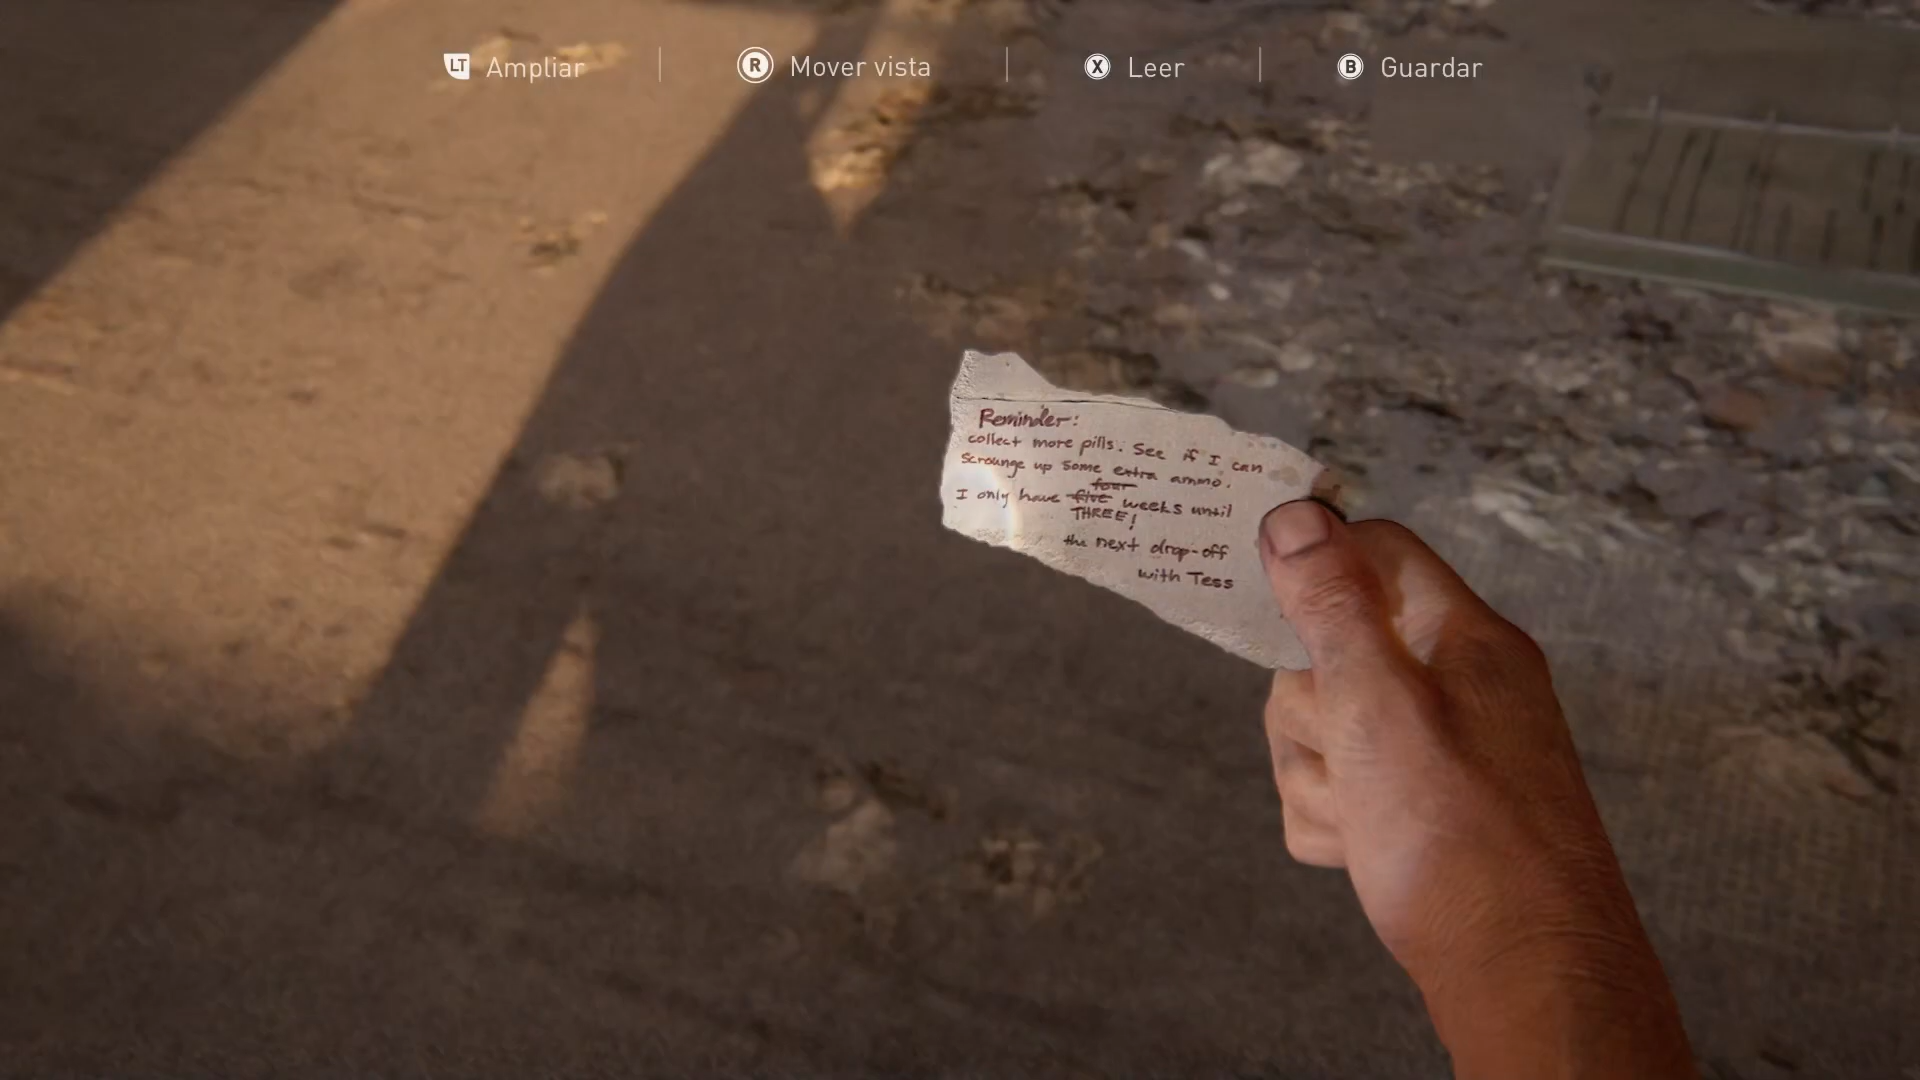 LT Ampliar R Mover vista X Leer B Guardar
Reminder:
collect more pills. See if I can
scrounge up some extra ammo.
four
I only have five weeks until
THREE!
the next drop-off
with Tess